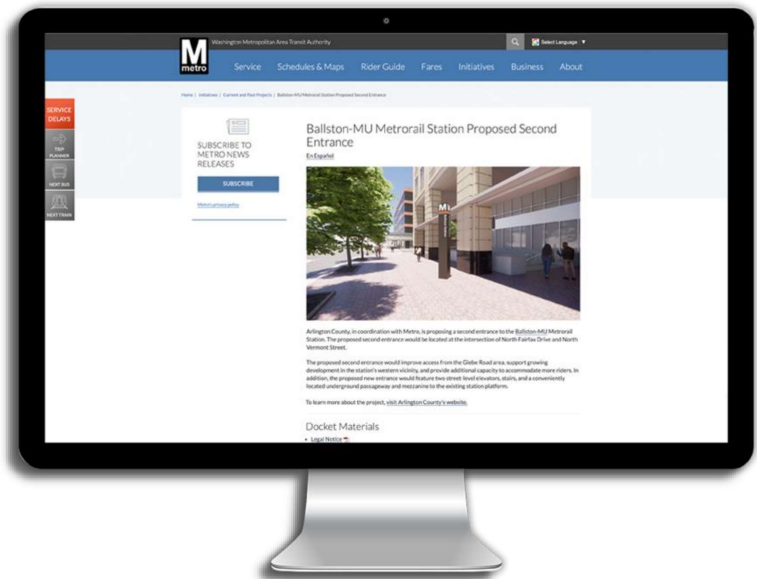 Washington Metropolitan Area Transit Authority
Select Language ▼
M
metro
Service Schedules & Maps Rider Guide Fares Initiatives Business About
Home | Initiatives | Current and Past Projects | Ballston-MU Metrorail Station Proposed Second Entrance
SERVICE
DELAYS
TRIP
PLANNER
NEXT BUS
NEXT TRAIN
SUBSCRIBE TO
METRO NEWS
RELEASES
SUBSCRIBE
Metro's privacy policy
Ballston-MU Metrorail Station Proposed Second
Entrance
En Español
M
Arlington County, in coordination with Metro, is proposing a second entrance to the Ballston-MU Metrorail
Station. The proposed second entrance would be located at the intersection of North Fairfax Drive and North
Vermont Street.
The proposed second entrance would improve access from the Glebe Road area, support growing
development in the station's western vicinity, and provide additional capacity to accommodate more riders. In
addition, the proposed new entrance would feature two street-level elevators, stairs, and a conveniently
located underground passageway and mezzanine to the existing station platform.
To learn more about the project, visit Arlington County's website.
Docket Materials
• Legal Notice